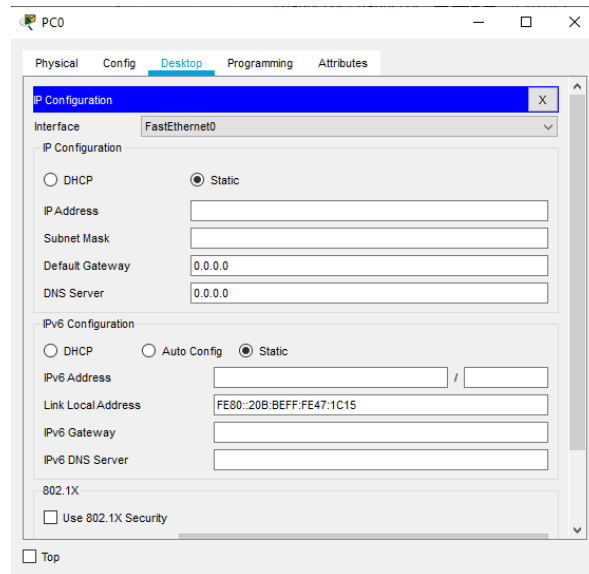 PC0
Physical Config Desktop Programming Attributes
IP Configuration X
Interface FastEthernet0
IP Configuration
DHCP Static
IP Address
Subnet Mask
Default Gateway 0.0.0.0
DNS Server 0.0.0.0
IPv6 Configuration
DHCP Auto Config Static
IPv6 Address /
Link Local Address FE80::20B:BEFF:FE47:1C15
IPv6 Gateway
IPv6 DNS Server
802.1X
Use 802.1X Security
Top